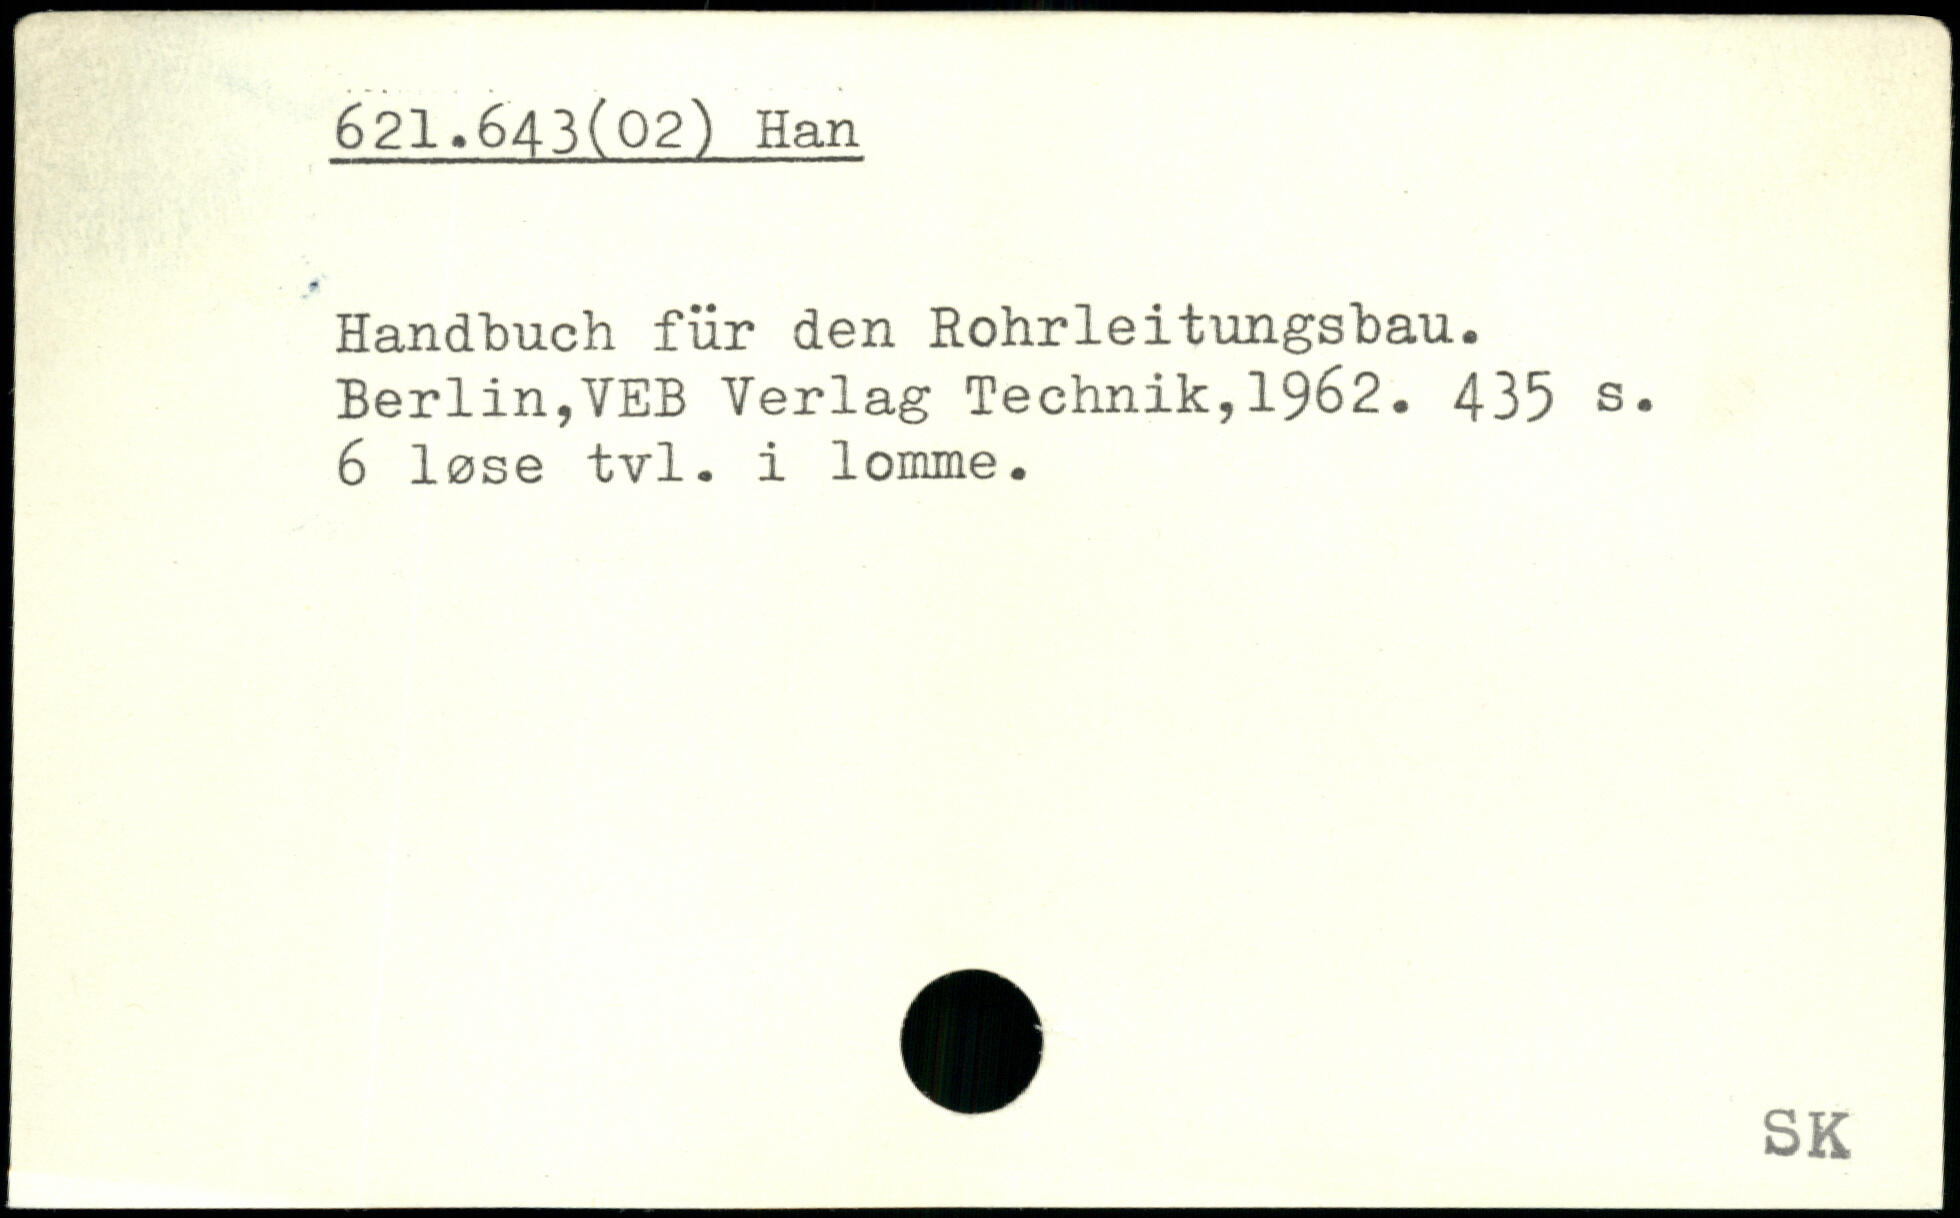 621.643(02) Han
Handbuch für den Rohrleitungsbau.
Berlin,VEB Verlag Technik,1962. 435 s.
6 løse tvl. i lomme.
SK